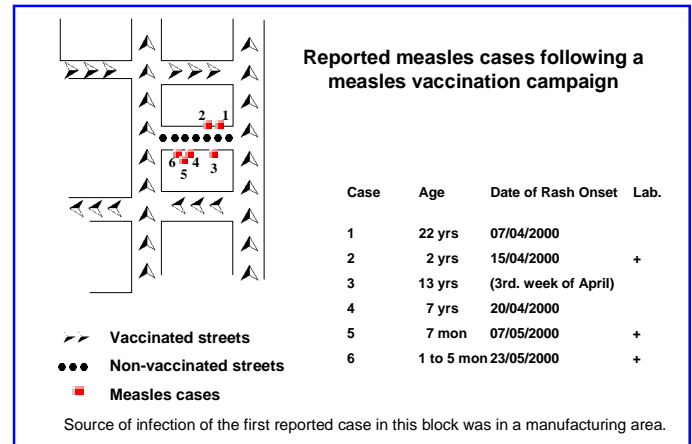 Reported measles cases following a
measles vaccination campaign
2 1
6 4 3
5
Case Age Date of Rash Onset Lab.
1 22 yrs 07/04/2000
2 2 yrs 15/04/2000 +
3 13 yrs (3rd. week of April)
4 7 yrs 20/04/2000
5 7 mon 07/05/2000 +
6 1 to 5 mon 23/05/2000 +
Vaccinated streets
Non-vaccinated streets
Measles cases
Source of infection of the first reported case in this block was in a manufacturing area.